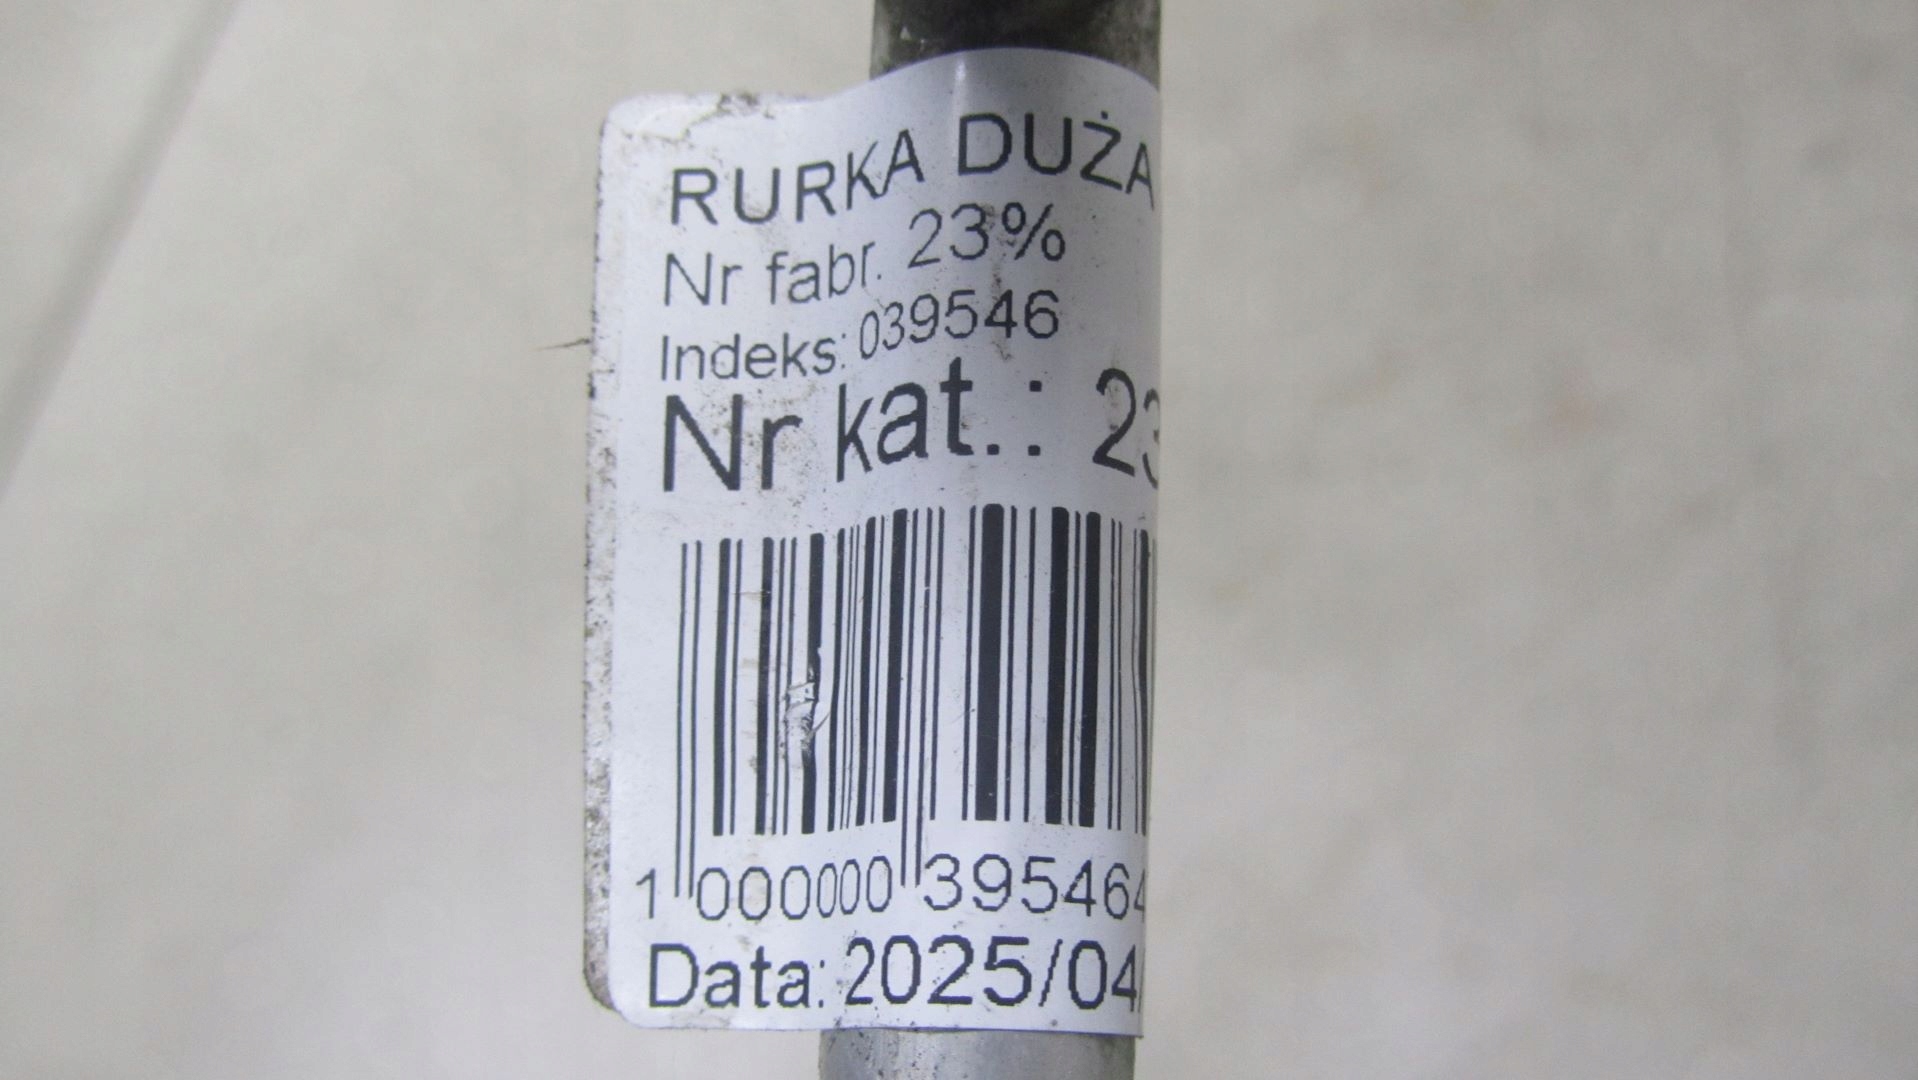 RURKA DUŻA
Nr fabr. 23%
Indeks: 039546
Nr kat.: 23
1 000000 395464
Data: 2025/04/